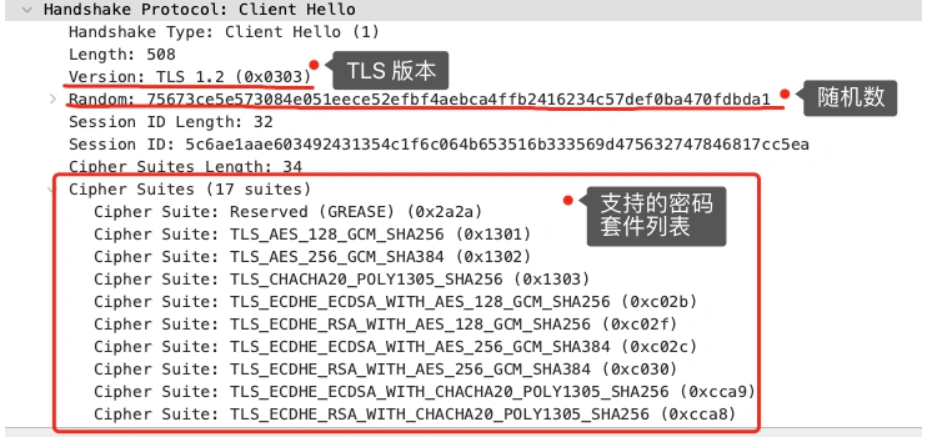 Handshake Protocol: Client Hello
Handshake Type: Client Hello (1)
Length: 508
Version: TLS 1.2 (0x0303)
TLS 版本
Random: 75673ce5e573084e051eece52efbf4aebca4ffb2416234c57def0ba470fdbda1
随机数
Session ID Length: 32
Session ID: 5c6ae1aae603492431354c1f6c064b653516b333569d475632747846817cc5ea
Cipher Suites Length: 34
Cipher Suites (17 suites)
支持的密码
套件列表
Cipher Suite: Reserved (GREASE) (0x2a2a)
Cipher Suite: TLS_AES_128_GCM_SHA256 (0x1301)
Cipher Suite: TLS_AES_256_GCM_SHA384 (0x1302)
Cipher Suite: TLS_CHACHA20_POLY1305_SHA256 (0x1303)
Cipher Suite: TLS_ECDHE_ECDSA_WITH_AES_128_GCM_SHA256 (0xc02b)
Cipher Suite: TLS_ECDHE_RSA_WITH_AES_128_GCM_SHA256 (0xc02f)
Cipher Suite: TLS_ECDHE_ECDSA_WITH_AES_256_GCM_SHA384 (0xc02c)
Cipher Suite: TLS_ECDHE_RSA_WITH_AES_256_GCM_SHA384 (0xc030)
Cipher Suite: TLS_ECDHE_ECDSA_WITH_CHACHA20_POLY1305_SHA256 (0xcca9)
Cipher Suite: TLS_ECDHE_RSA_WITH_CHACHA20_POLY1305_SHA256 (0xcca8)